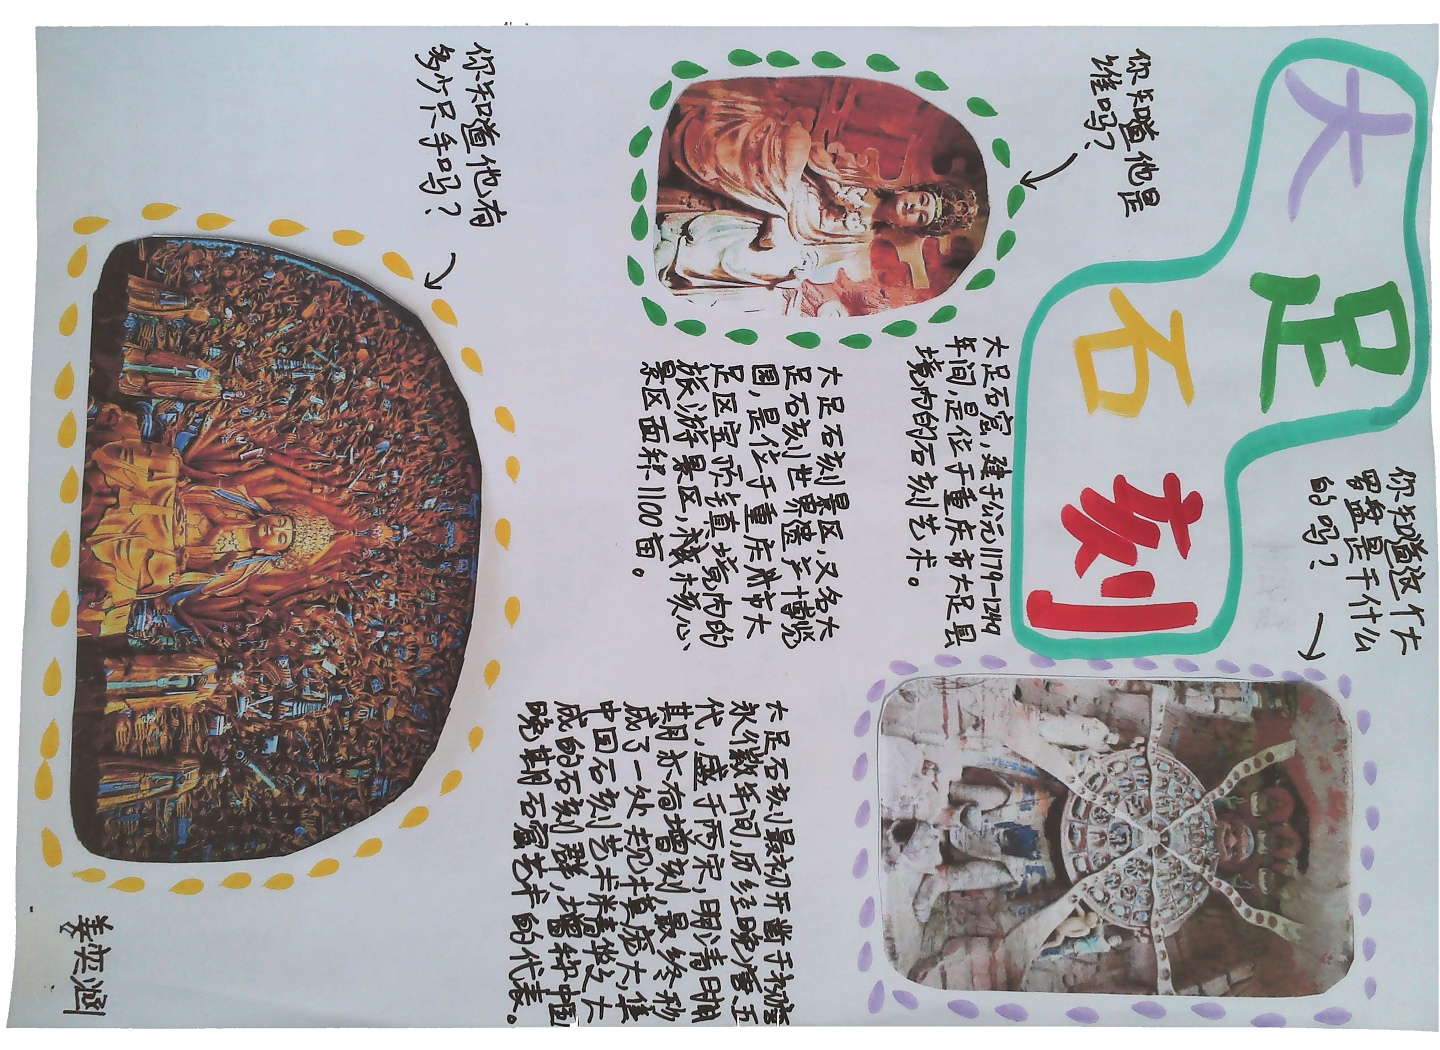 大足
石刻
你知道这个大
罗盘是干什么
的吗？
你知道他是
谁吗？
大足石窟，建于公元1179-1249
年间，是位于重庆市大足县
境内的石刻艺术。
大足石刻景区，又名大
足石刻世界遗产博览
园，是位于重庆市大
足区宝顶镇境内的
旅游景区，核心
景区面积1100亩。
大足石刻最初开凿于初唐
永徽年间，历经晚唐五
代，盛于两宋，明清时
期亦有增刻，最终形
成了一处规模庞大，集
中国石刻艺术精华之大
成的石刻群，增称中国
晚期石窟艺术的代表。
你知道他有
多少只手吗？
姜奕涵